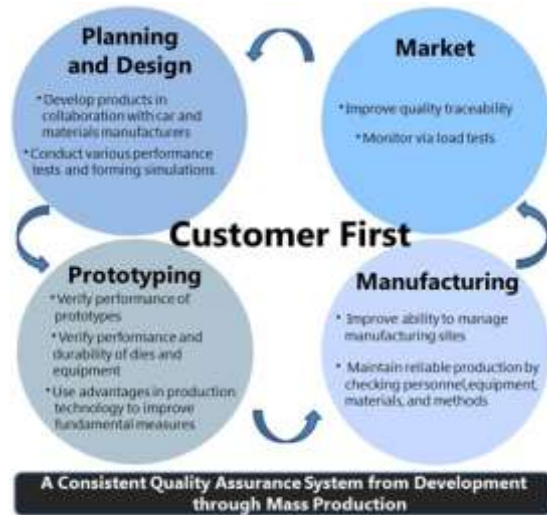 Planning
and Design
• Develop products in
collaboration with car and
materials manufacturers
• Conduct various performance
tests and forming simulations
Market
• Improve quality traceability
• Monitor via load tests
Customer First
Prototyping
• Verify performance of
prototypes
• Verify performance and
durability of dies and
equipment
• Use advantages in production
technology to improve
fundamental measures
Manufacturing
• Improve ability to manage
manufacturing sites
• Maintain reliable production by
checking personnel,equipment,
materials, and methods
A Consistent Quality Assurance System from Development
through Mass Production